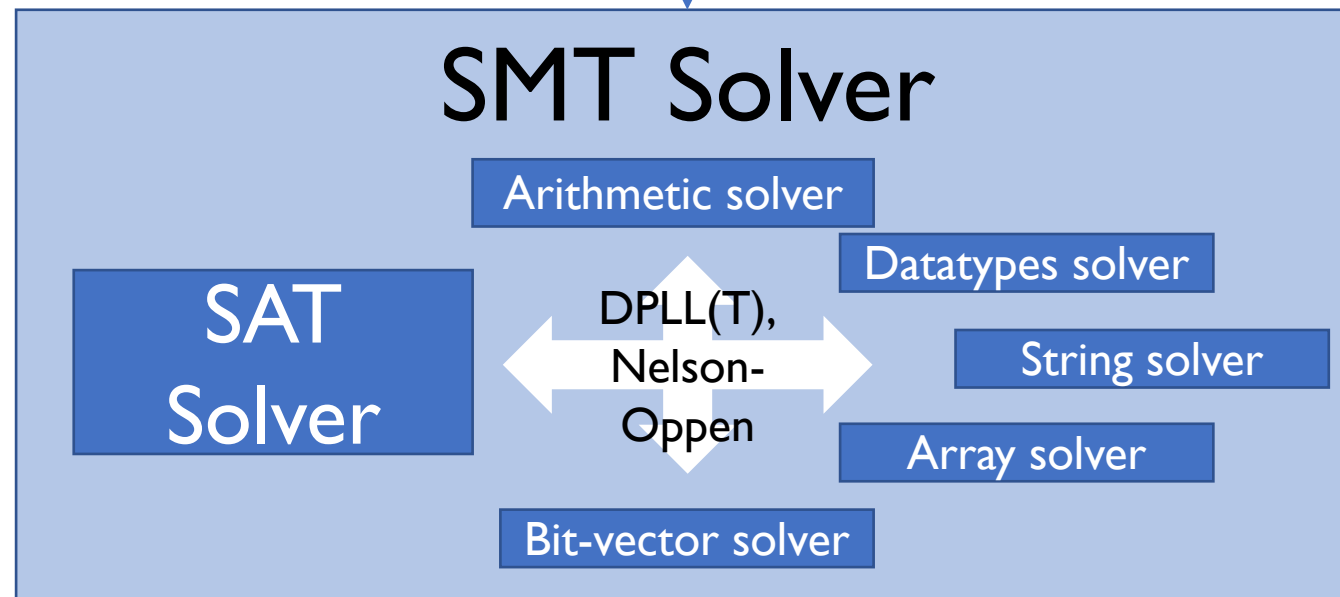 SMT Solver
Arithmetic solver
Datatypes solver
SAT
Solver
DPLL(T),
Nelson-
Oppen
String solver
Array solver
Bit-vector solver